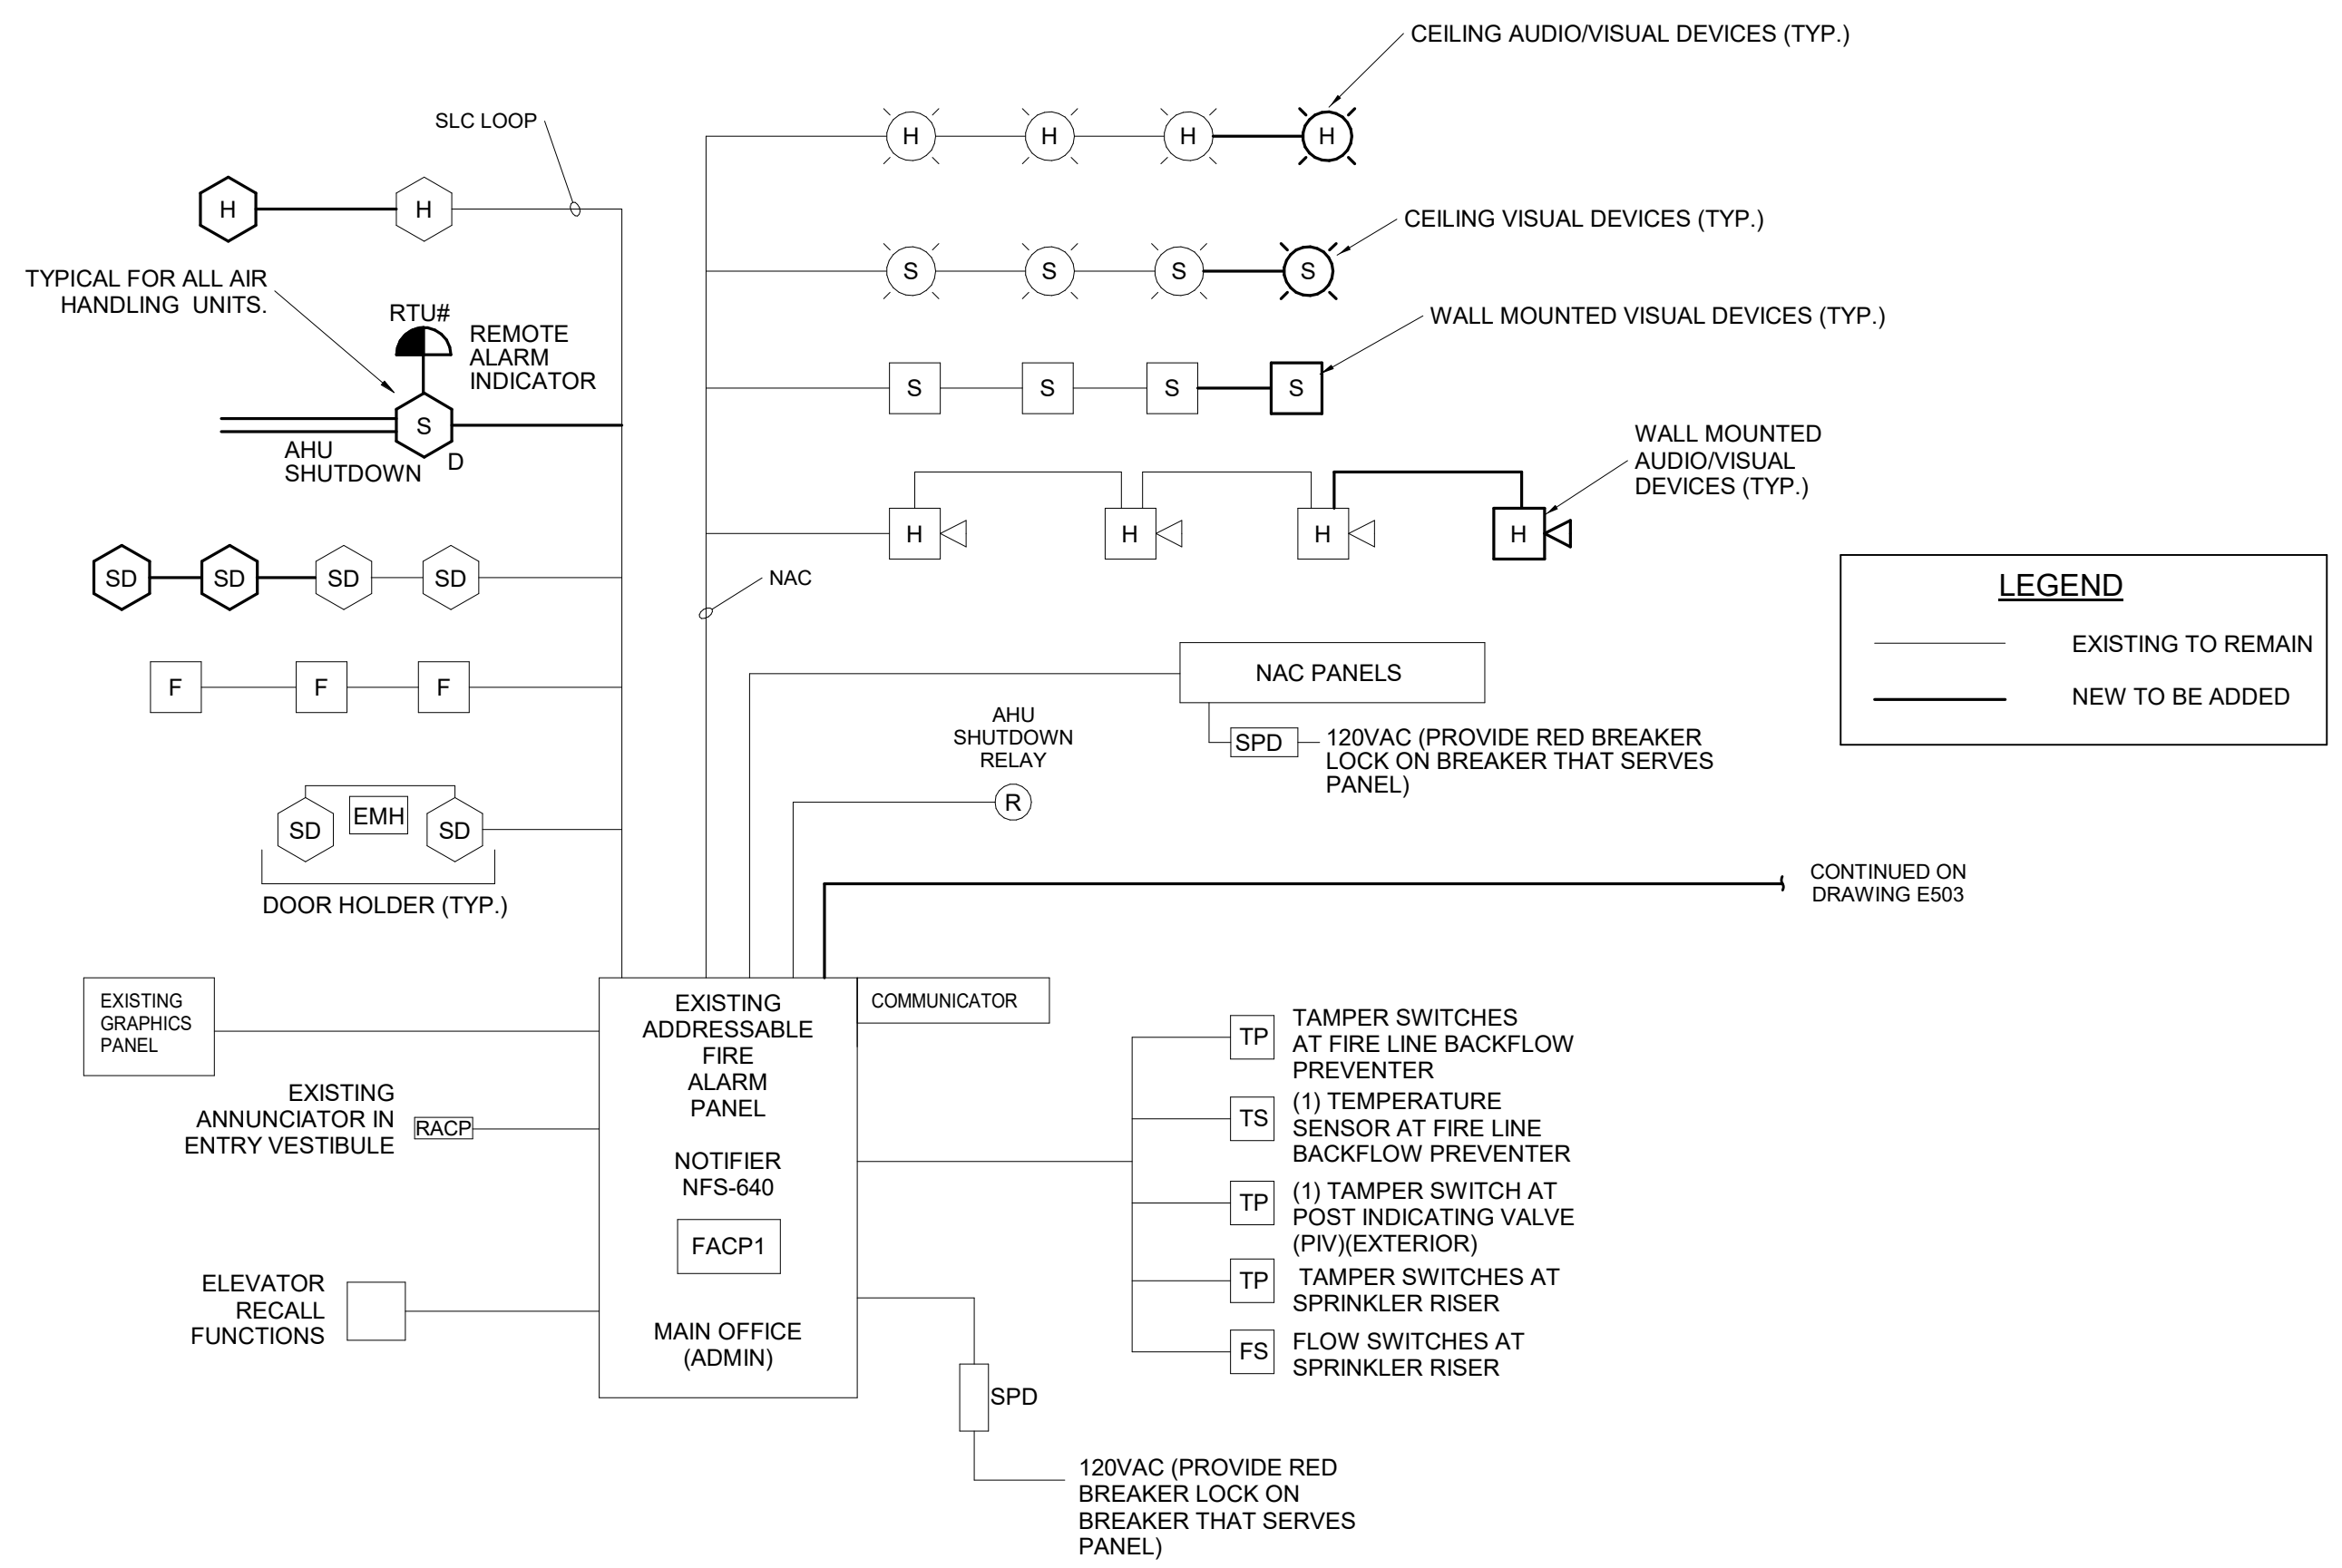 CEILING AUDIO/VISUAL DEVICES (TYP.)
SLC LOOP
H H H H
H H
CEILING VISUAL DEVICES (TYP.)
S S S S
TYPICAL FOR ALL AIR
HANDLING UNITS.
RTU#
REMOTE
ALARM
INDICATOR
WALL MOUNTED VISUAL DEVICES (TYP.)
S S S S
S
D
AHU
SHUTDOWN
WALL MOUNTED
AUDIO/VISUAL
DEVICES (TYP.)
H H H H
SD SD SD SD
NAC
LEGEND
EXISTING TO REMAIN
NEW TO BE ADDED
F F F
NAC PANELS
SPD
120VAC (PROVIDE RED BREAKER
LOCK ON BREAKER THAT SERVES
PANEL)
AHU
SHUTDOWN
RELAY
R
SD EMH SD
DOOR HOLDER (TYP.)
CONTINUED ON
DRAWING E503
EXISTING
GRAPHICS
PANEL
EXISTING
ADDRESSABLE
FIRE
ALARM
PANEL
NOTIFIER
NFS-640
FACP1
MAIN OFFICE
(ADMIN)
COMMUNICATOR
EXISTING
ANNUNCIATOR IN
ENTRY VESTIBULE
RACP
ELEVATOR
RECALL
FUNCTIONS
TP
TAMPER SWITCHES
AT FIRE LINE BACKFLOW
PREVENTER
TS
(1) TEMPERATURE
SENSOR AT FIRE LINE
BACKFLOW PREVENTER
TP
(1) TAMPER SWITCH AT
POST INDICATING VALVE
(PIV)(EXTERIOR)
TP
TAMPER SWITCHES AT
SPRINKLER RISER
FS
FLOW SWITCHES AT
SPRINKLER RISER
SPD
120VAC (PROVIDE RED
BREAKER LOCK ON
BREAKER THAT SERVES
PANEL)